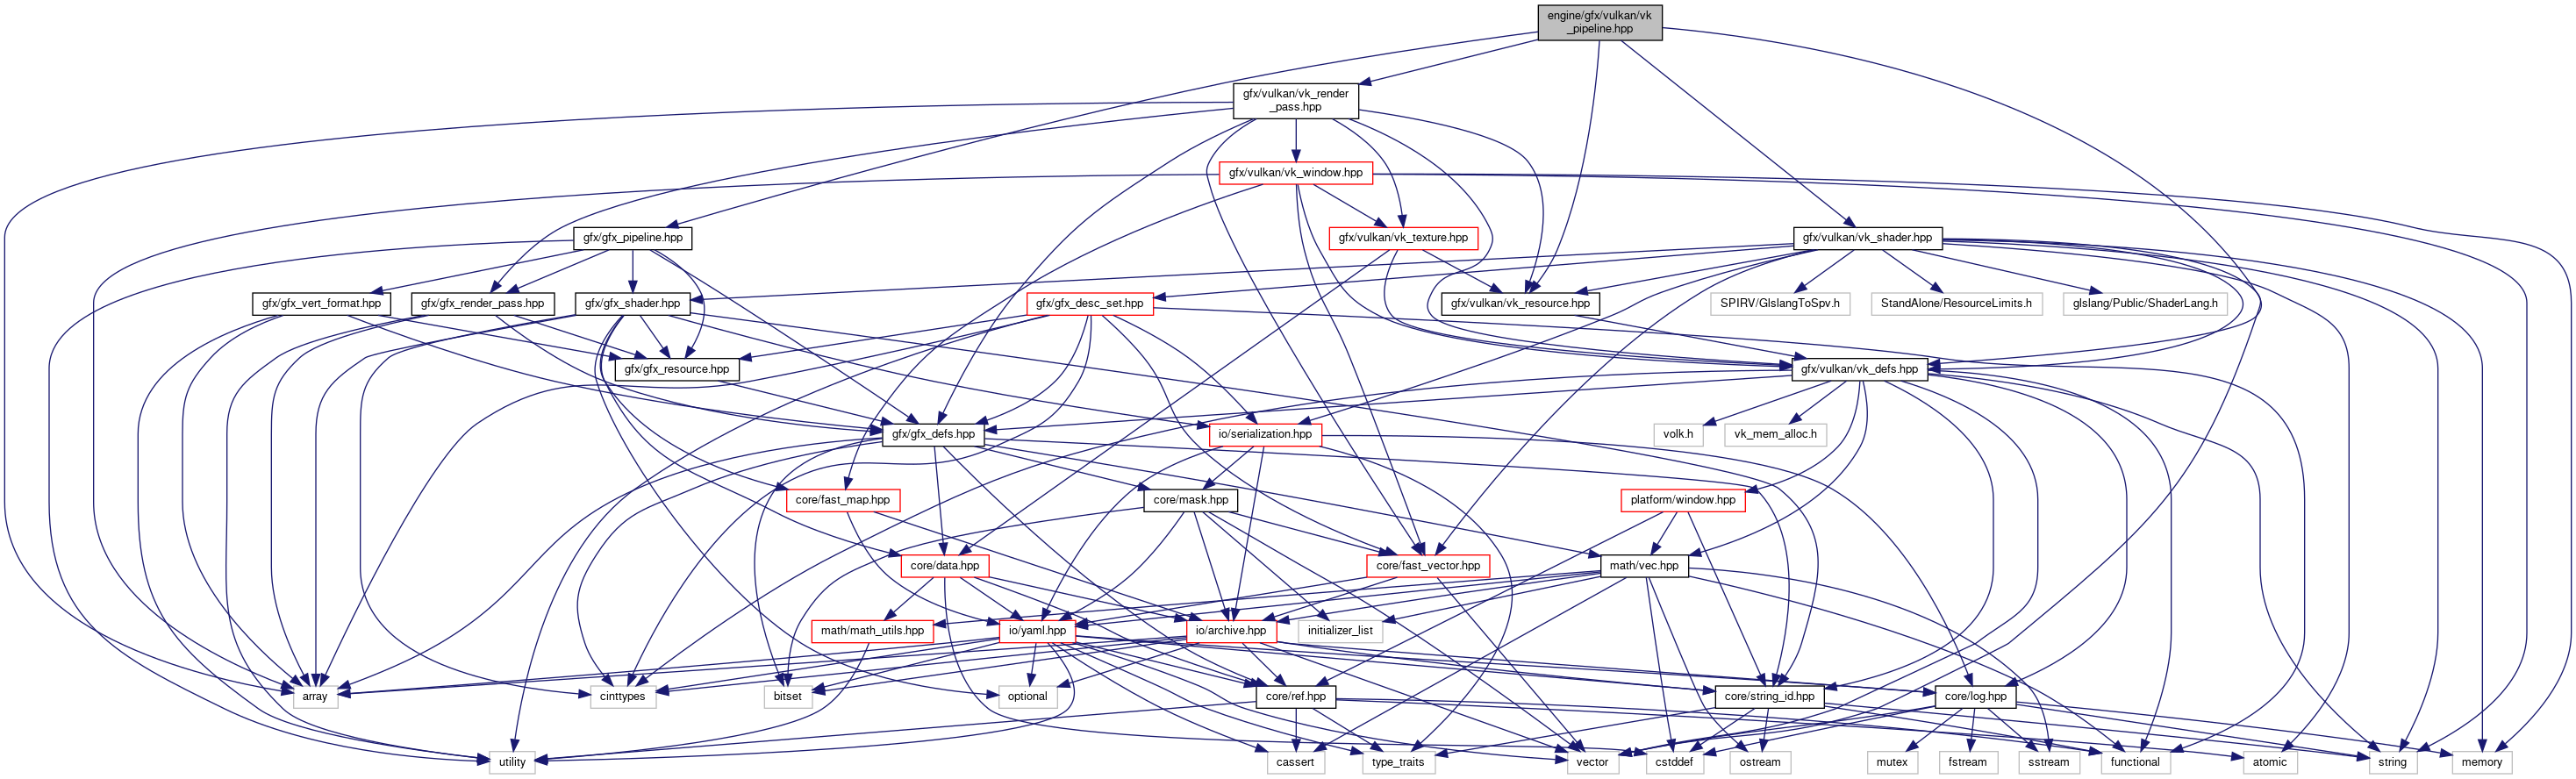 engine/gfx/vulkan/vk
_pipeline.hpp
gfx/vulkan/vk_render
_pass.hpp
gfx/vulkan/vk_window.hpp
gfx/gfx_pipeline.hpp
gfx/vulkan/vk_texture.hpp
gfx/vulkan/vk_shader.hpp
gfx/gfx_vert_format.hpp
gfx/gfx_render_pass.hpp
gfx/gfx_shader.hpp
gfx/gfx_desc_set.hpp
gfx/vulkan/vk_resource.hpp
SPIRV/GlslangToSpv.h
StandAlone/ResourceLimits.h
glslang/Public/ShaderLang.h
gfx/gfx_resource.hpp
gfx/vulkan/vk_defs.hpp
gfx/gfx_defs.hpp
io/serialization.hpp
volk.h
vk_mem_alloc.h
core/fast_map.hpp
core/mask.hpp
platform/window.hpp
core/data.hpp
core/fast_vector.hpp
math/vec.hpp
math/math_utils.hpp
io/yaml.hpp
io/archive.hpp
initializer_list
array
cinttypes
bitset
optional
core/ref.hpp
core/string_id.hpp
core/log.hpp
utility
cassert
type_traits
vector
cstddef
ostream
mutex
fstream
sstream
functional
atomic
string
memory